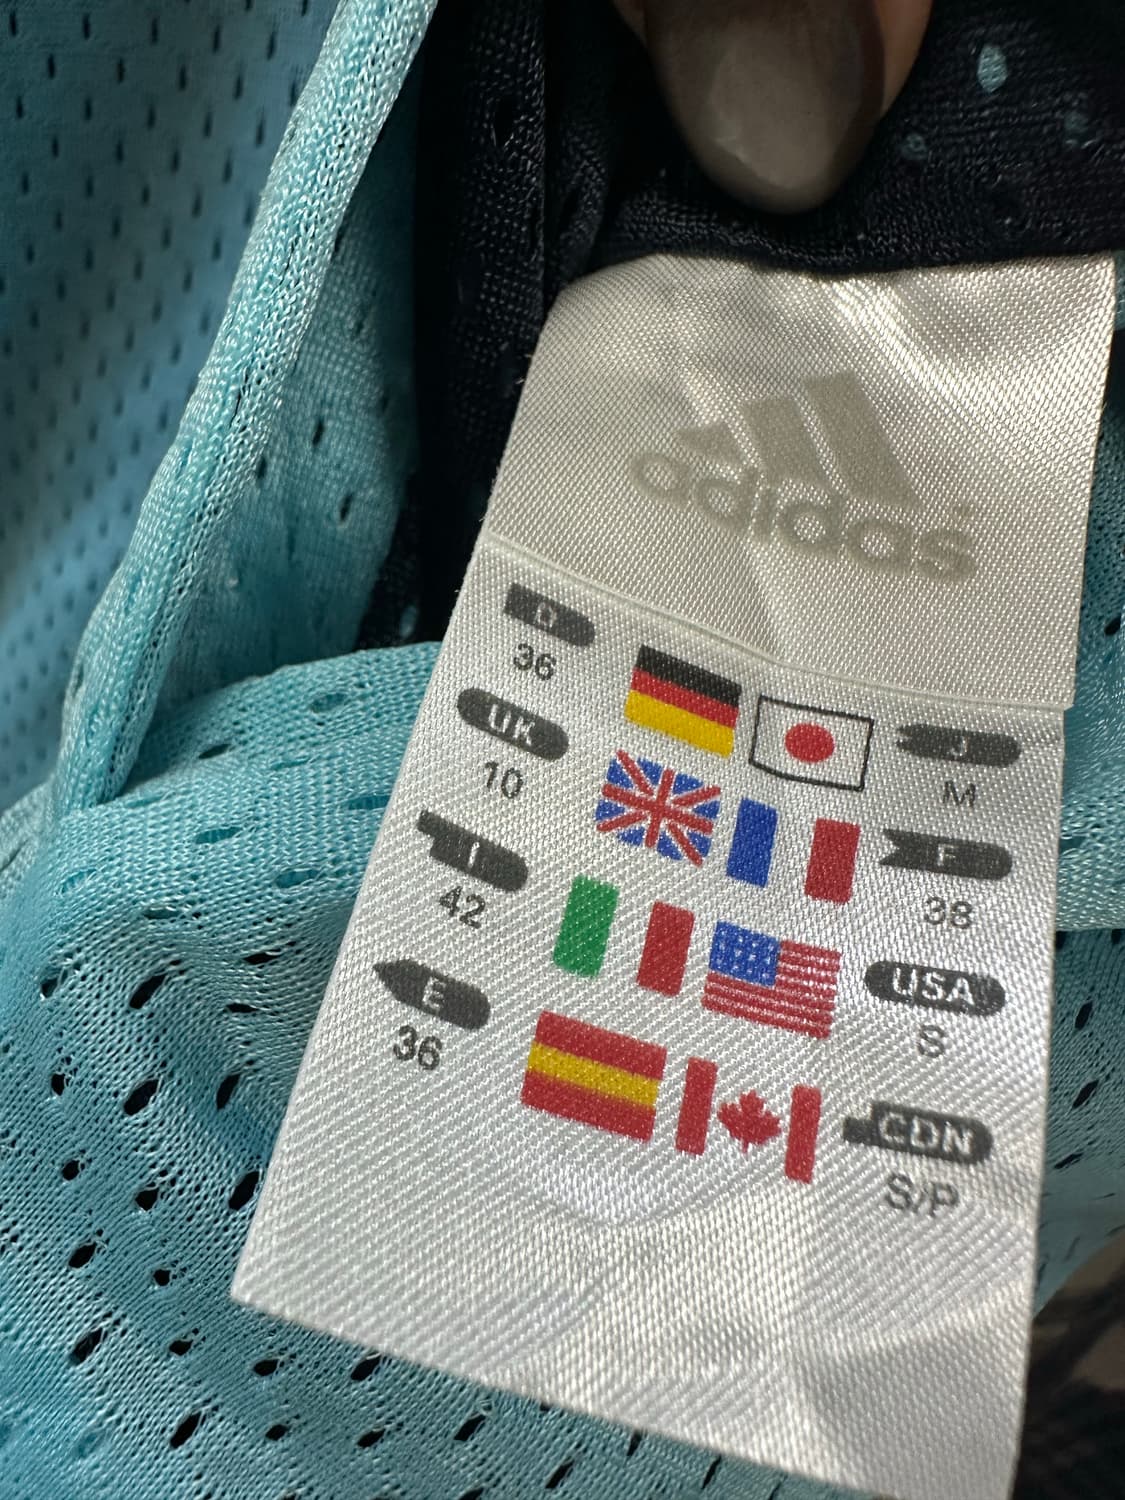 adidas
D
36
UK
10
I
42
E
36
J
M
F
38
USA
S
CDN
S/P